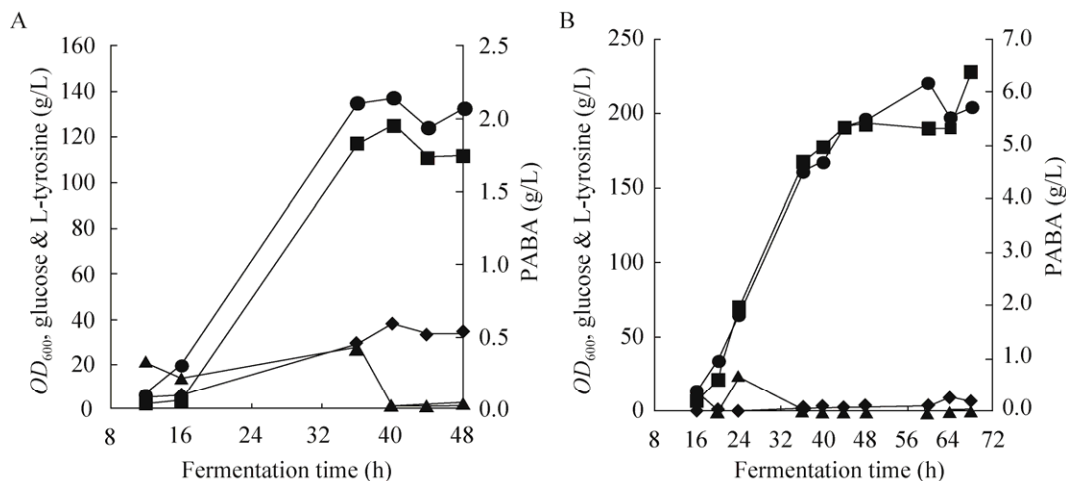 A
160
140
120
100
80
60
40
20
0
OD600, glucose & L-tyrosine (g/L)
2.5
2.0
1.5
1.0
0.5
0.0
PABA (g/L)
8 16 24 32 40 48
Fermentation time (h)
B
250
200
150
100
50
0
OD600, glucose & L-tyrosine (g/L)
7.0
6.0
5.0
4.0
3.0
2.0
1.0
0.0
PABA (g/L)
8 16 24 32 40 48 56 64 72
Fermentation time (h)